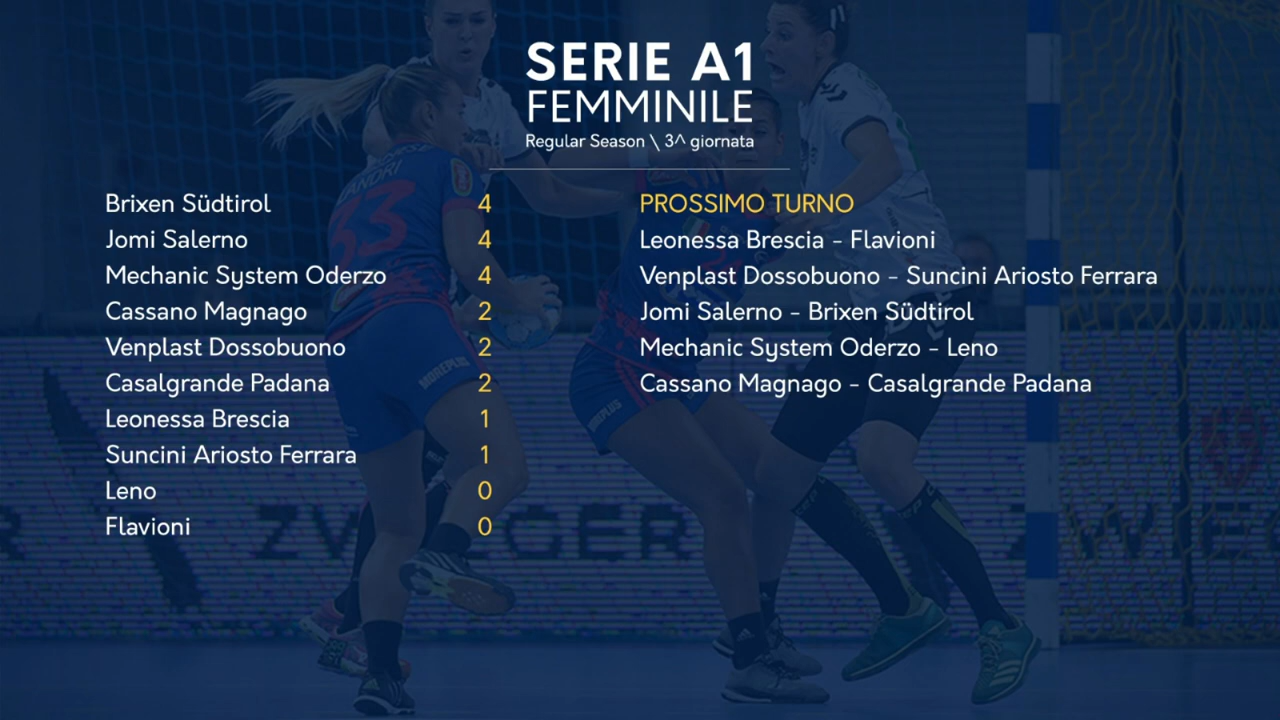 SERIE A1
FEMMINILE
Regular Season \ 3^ giornata
Brixen Südtirol 4
Jomi Salerno 4
Mechanic System Oderzo 4
Cassano Magnago 2
Venplast Dossobuono 2
Casalgrande Padana 2
Leonessa Brescia 1
Suncini Ariosto Ferrara 1
Leno 0
Flavioni 0
PROSSIMO TURNO
Leonessa Brescia - Flavioni
Venplast Dossobuono - Suncini Ariosto Ferrara
Jomi Salerno - Brixen Südtirol
Mechanic System Oderzo - Leno
Cassano Magnago - Casalgrande Padana
33
MOREPLUS
MOREPLUS